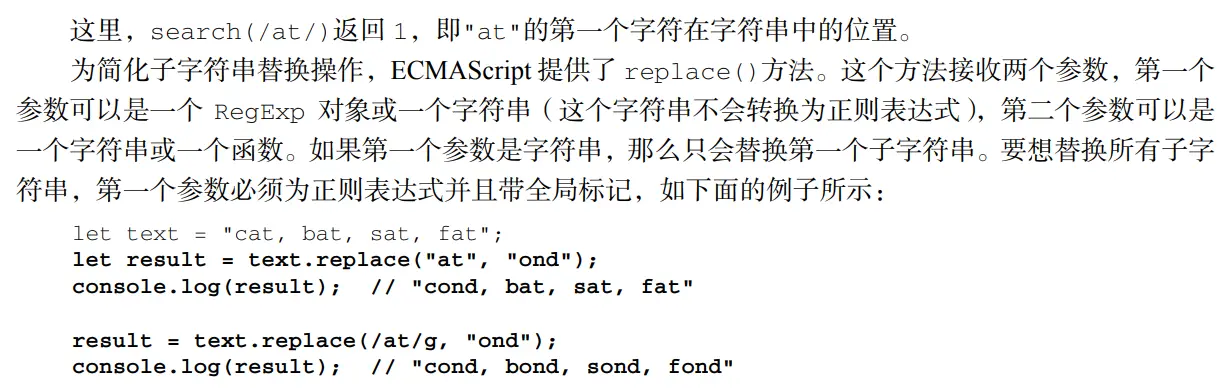 这里，search(/at/)返回 1，即"at"的第一个字符在字符串中的位置。
为简化子字符串替换操作，ECMAScript 提供了 replace()方法。这个方法接收两个参数，第一个
参数可以是一个 RegExp 对象或一个字符串（这个字符串不会转换为正则表达式），第二个参数可以是
一个字符串或一个函数。如果第一个参数是字符串，那么只会替换第一个子字符串。要想替换所有子字
符串，第一个参数必须为正则表达式并且带全局标记，如下面的例子所示：
let text = "cat, bat, sat, fat";
let result = text.replace("at", "ond");
console.log(result);  // "cond, bat, sat, fat"
result = text.replace(/at/g, "ond");
console.log(result);  // "cond, bond, sond, fond"